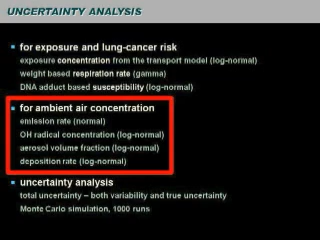 UNCERTAINTY ANALYSIS
for exposure and lung-cancer risk
exposure concentration from the transport model (log-normal)
weight based respiration rate (gamma)
DNA adduct based susceptibility (log-normal)
for ambient air concentration
emission rate (normal)
OH radical concentration (log-normal)
aerosol volume fraction (log-normal)
deposition rate (log-normal)
uncertainty analysis
total uncertainty – both variability and true uncertainty
Monte Carlo simulation, 1000 runs